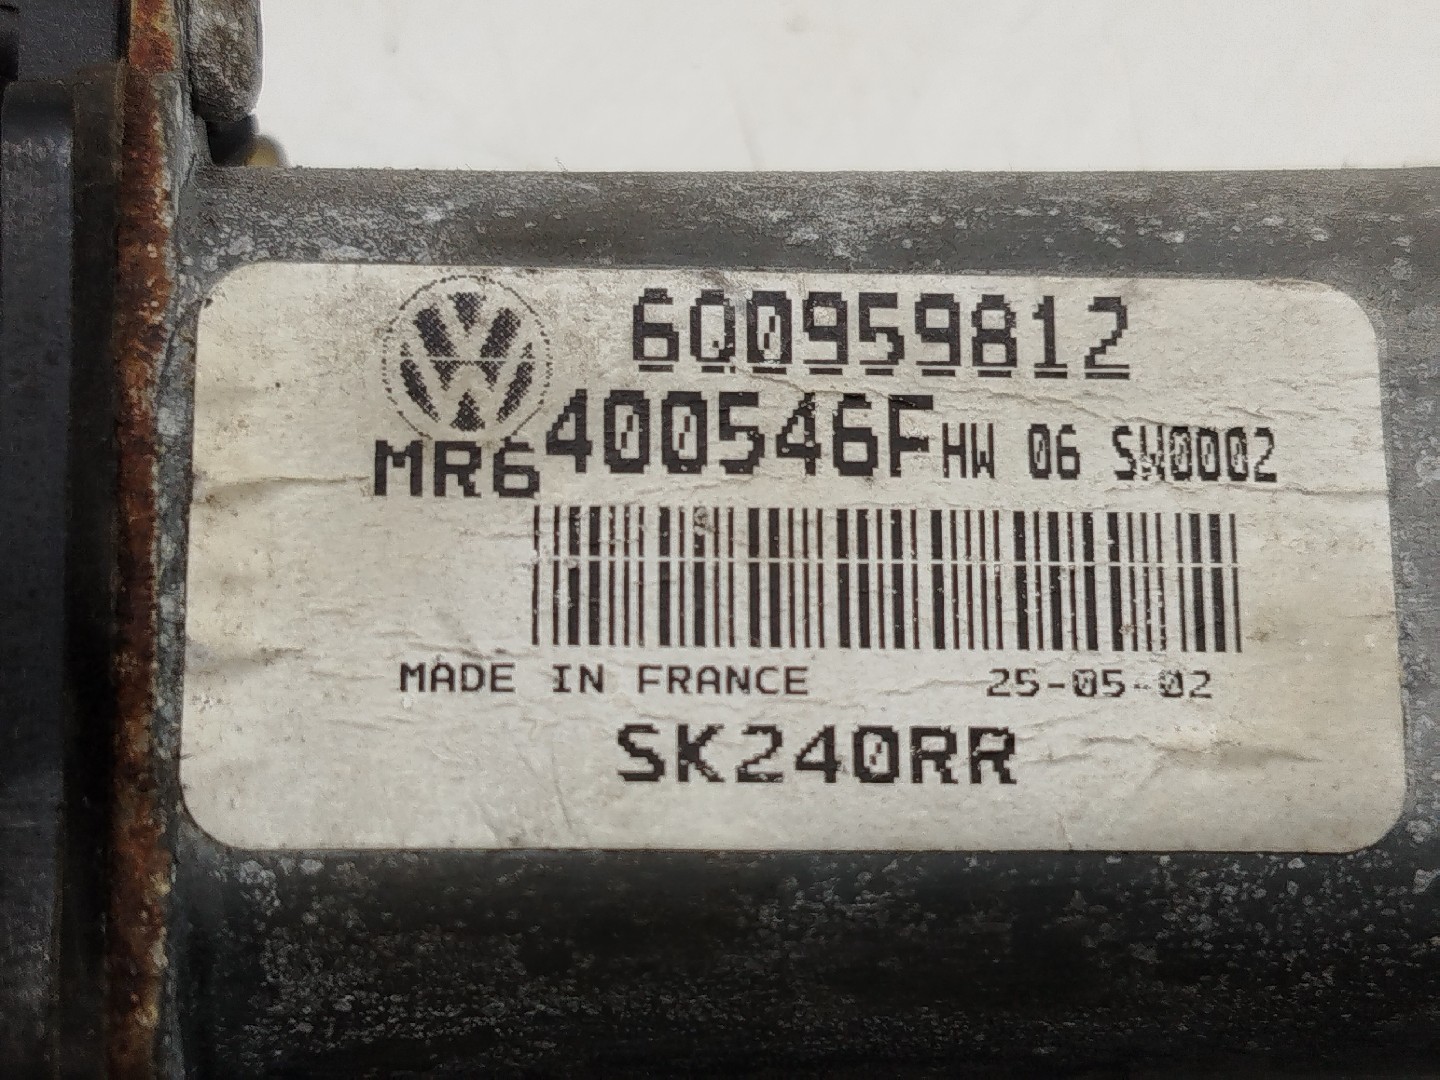 6Q0959812
MR6 400546F HW 06 SW0002
MADE IN FRANCE 25-05-02
SK240RR